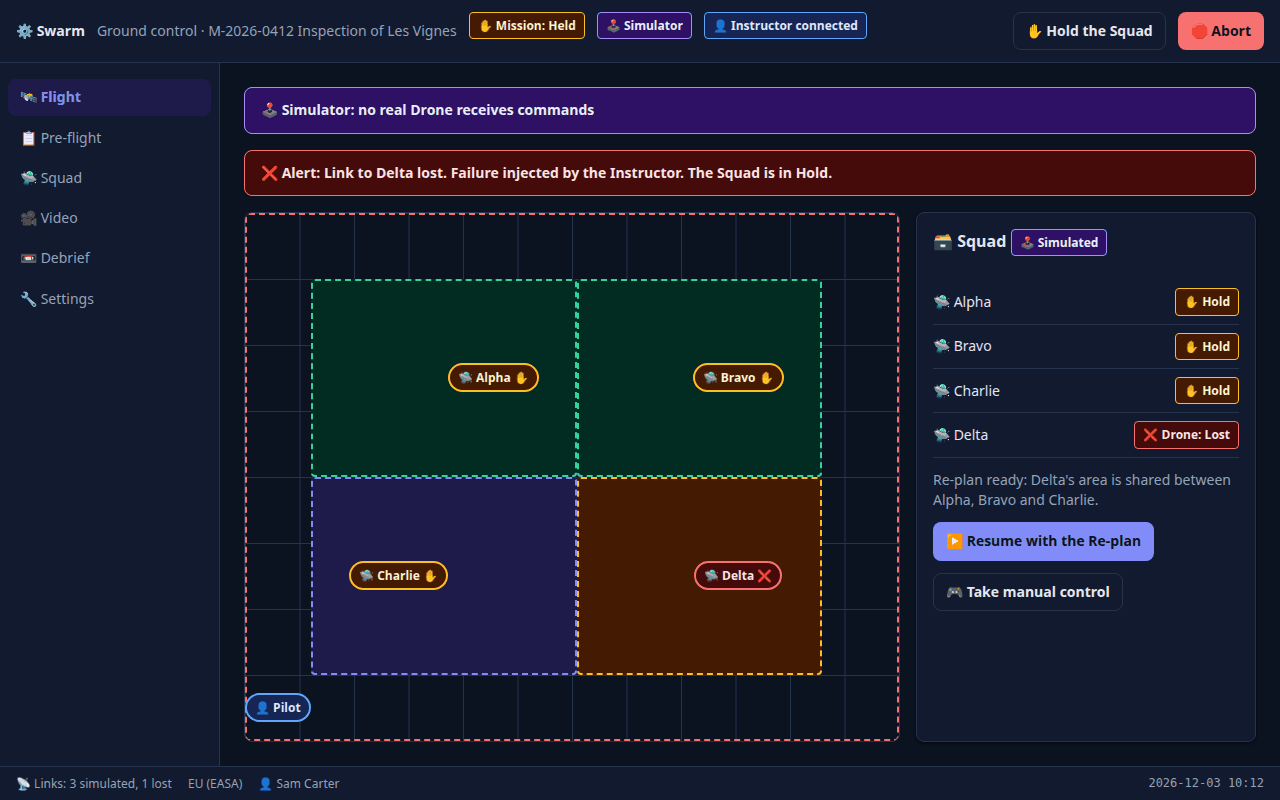 Swarm Ground control · M-2026-0412 Inspection of Les Vignes Mission: Held Simulator Instructor connected Hold the Squad Abort
Flight
Pre-flight
Squad
Video
Debrief
Settings
Simulator: no real Drone receives commands
Alert: Link to Delta lost. Failure injected by the Instructor. The Squad is in Hold.
Alpha
Bravo
Charlie
Delta
Pilot
Squad Simulated
Alpha Hold
Bravo Hold
Charlie Hold
Delta Drone: Lost
Re-plan ready: Delta's area is shared between
Alpha, Bravo and Charlie.
Resume with the Re-plan
Take manual control
Links: 3 simulated, 1 lost EU (EASA) Sam Carter 2026-12-03 10:12